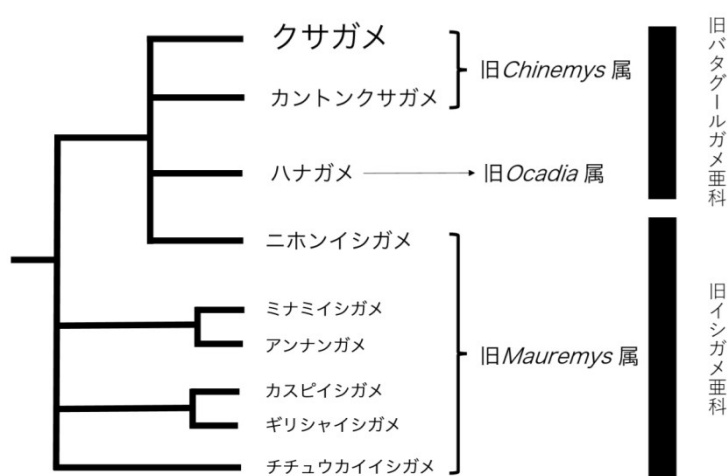 クサガメ
カントンクサガメ
旧Chinemys 属
ハナガメ
旧Ocadia 属
旧バタグールガメ亜科
ニホンイシガメ
ミナミイシガメ
アンナンガメ
カスピイシガメ
ギリシャイシガメ
チチュウカイイシガメ
旧Mauremys 属
旧イシガメ亜科